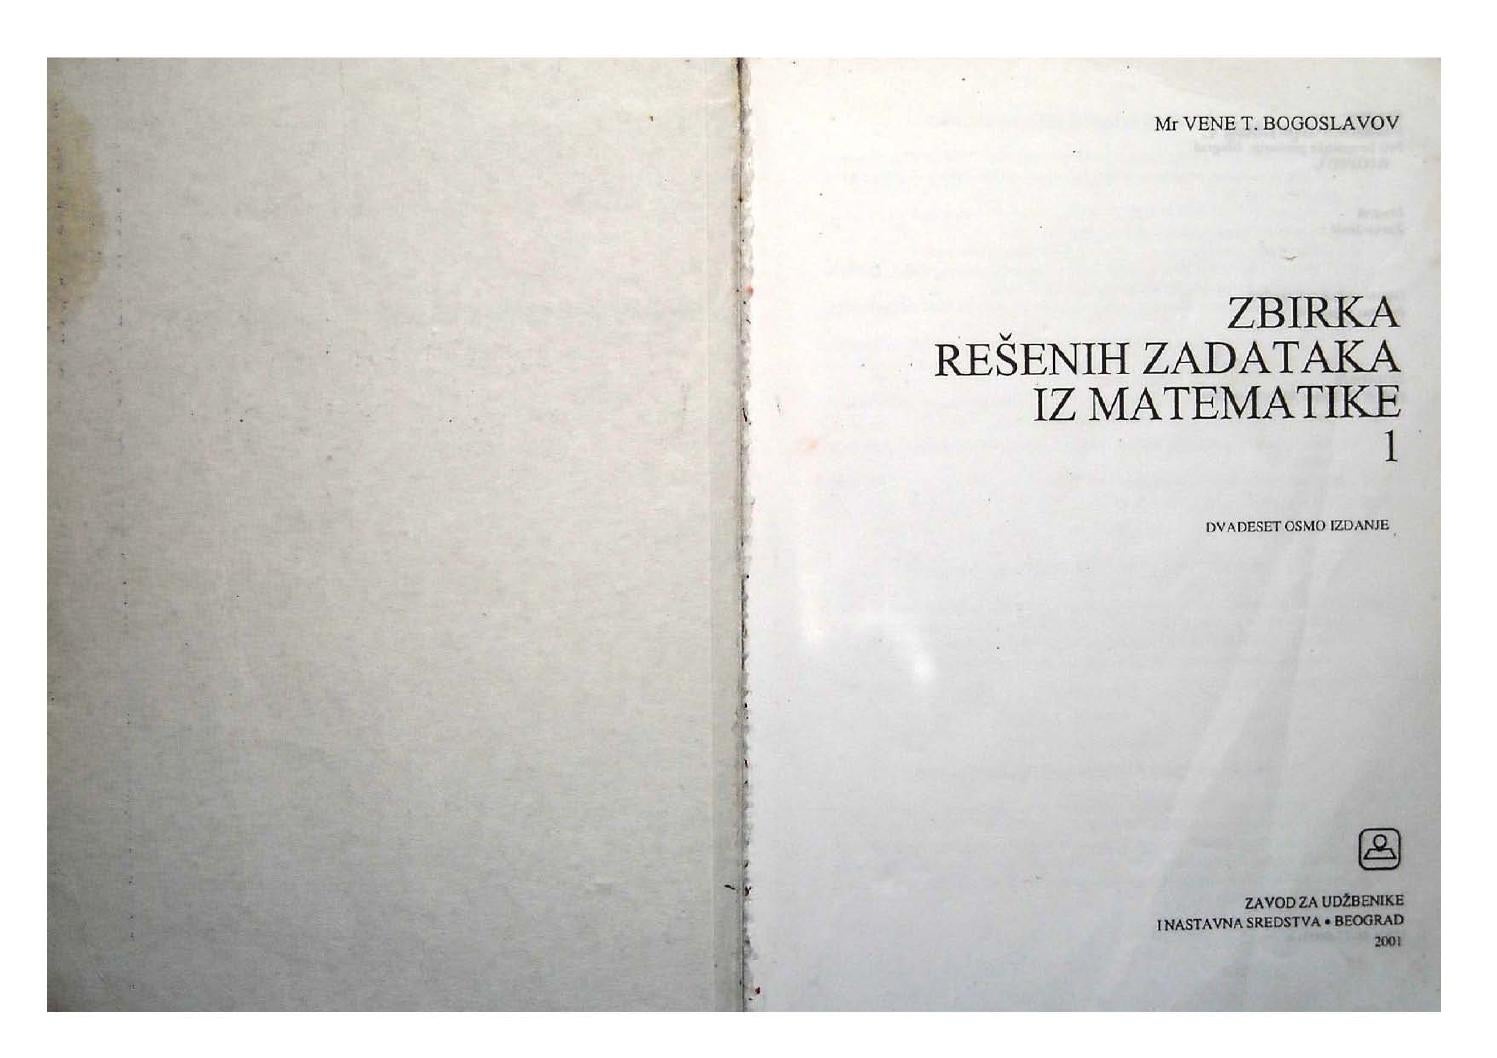 Mr VENE T. BOGOSLAVOV
ZBIRKA
REŠENIH ZADATAKA
IZ MATEMATIKE
1
DVADESET OSMO IZDANJE
ZAVOD ZA UDŽBENIKE
I NASTAVNA SREDSTVA • BEOGRAD
2001